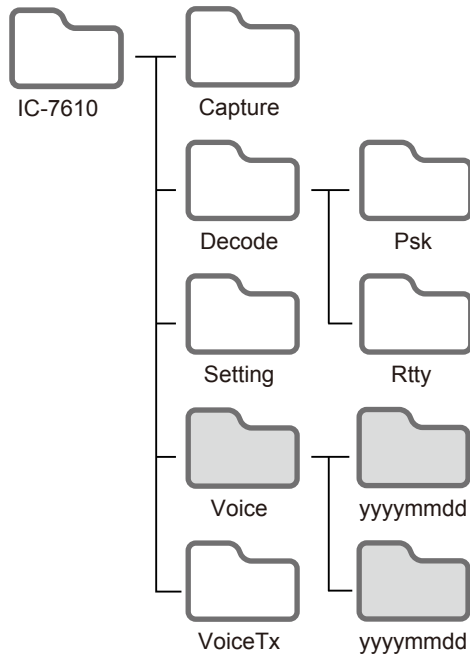 IC-7610
Capture
Decode
Psk
Setting
Rtty
Voice
yyyymmdd
VoiceTx
yyyymmdd